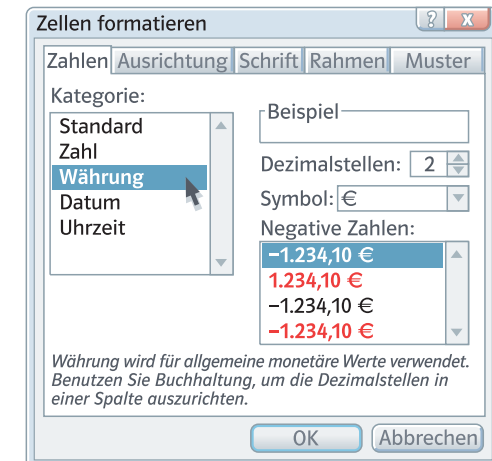 Zellen formatieren
? X
Zahlen Ausrichtung Schrift Rahmen Muster
Kategorie:
Standard
Zahl
Währung
Datum
Uhrzeit
Beispiel
Dezimalstellen: 2
Symbol: €
Negative Zahlen:
−1.234,10 €
1.234,10 €
−1.234,10 €
−1.234,10 €
Währung wird für allgemeine monetäre Werte verwendet.
Benutzen Sie Buchhaltung, um die Dezimalstellen in
einer Spalte auszurichten.
OK Abbrechen